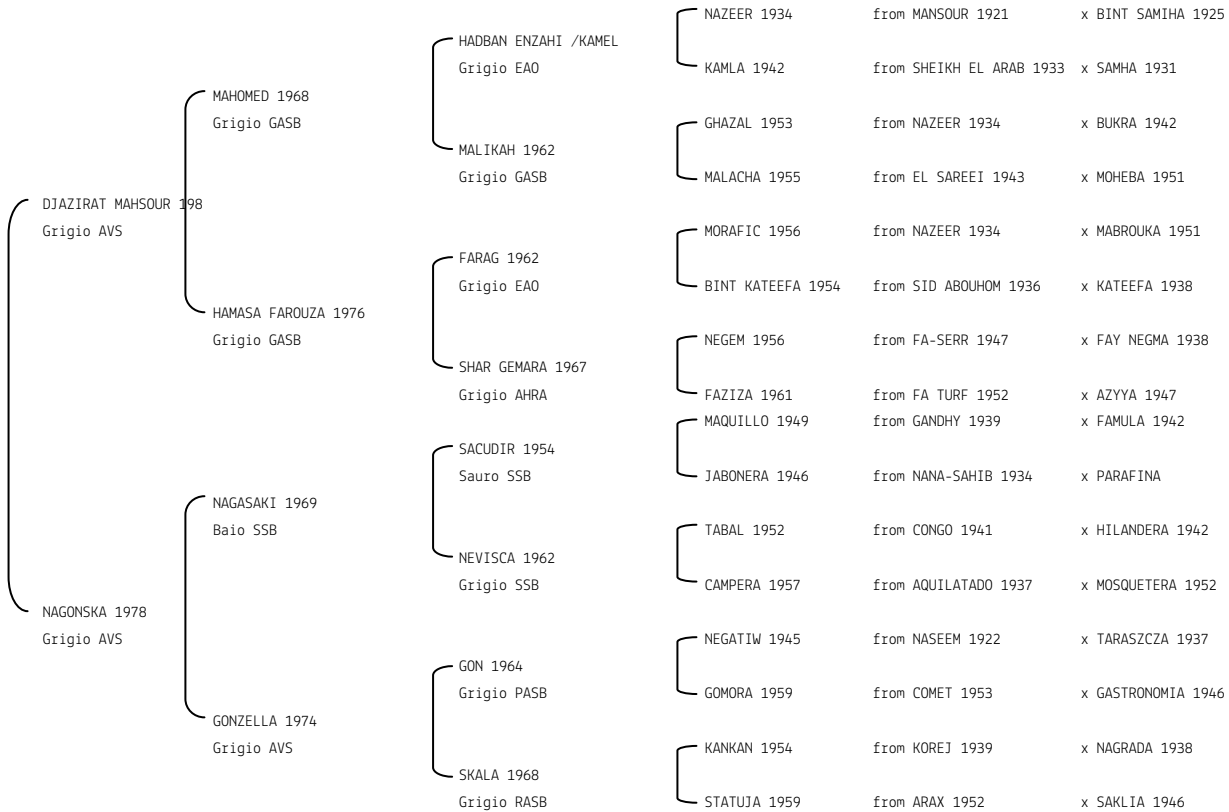 NAZEER 1934 from MANSOUR 1921 x BINT SAMIHA 1925
HADBAN ENZAHI /KAMEL
Grigio EAO KAMLA 1942 from SHEIKH EL ARAB 1933 x SAMHA 1931
MAHOMED 1968
Grigio GASB GHAZAL 1953 from NAZEER 1934 x BUKRA 1942
MALIKAH 1962
Grigio GASB MALACHA 1955 from EL SAREEI 1943 x MOHEBA 1951
DJAZIRAT MAHSOUR 198
Grigio AVS MORAFIC 1956 from NAZEER 1934 x MABROUKA 1951
FARAG 1962
Grigio EAO BINT KATEEFA 1954 from SID ABOUHOM 1936 x KATEEFA 1938
HAMASA FAROUZA 1976
Grigio GASB NEGEM 1956 from FA-SERR 1947 x FAY NEGMA 1938
SHAR GEMARA 1967
Grigio AHRA FAZIZA 1961 from FA TURF 1952 x AZYYA 1947
MAQUILLO 1949 from GANDHY 1939 x FAMULA 1942
SACUDIR 1954
Sauro SSB JABONERA 1946 from NANA-SAHIB 1934 x PARAFINA
NAGASAKI 1969
Baio SSB TABAL 1952 from CONGO 1941 x HILANDERA 1942
NEVISCA 1962
Grigio SSB CAMPERA 1957 from AQUILATADO 1937 x MOSQUETERA 1952
NAGONSKA 1978
Grigio AVS NEGATIW 1945 from NASEEM 1922 x TARASZCZA 1937
GON 1964
Grigio PASB GOMORA 1959 from COMET 1953 x GASTRONOMIA 1946
GONZELLA 1974
Grigio AVS KANKAN 1954 from KOREJ 1939 x NAGRADA 1938
SKALA 1968
Grigio RASB STATUJA 1959 from ARAX 1952 x SAKLIA 1946